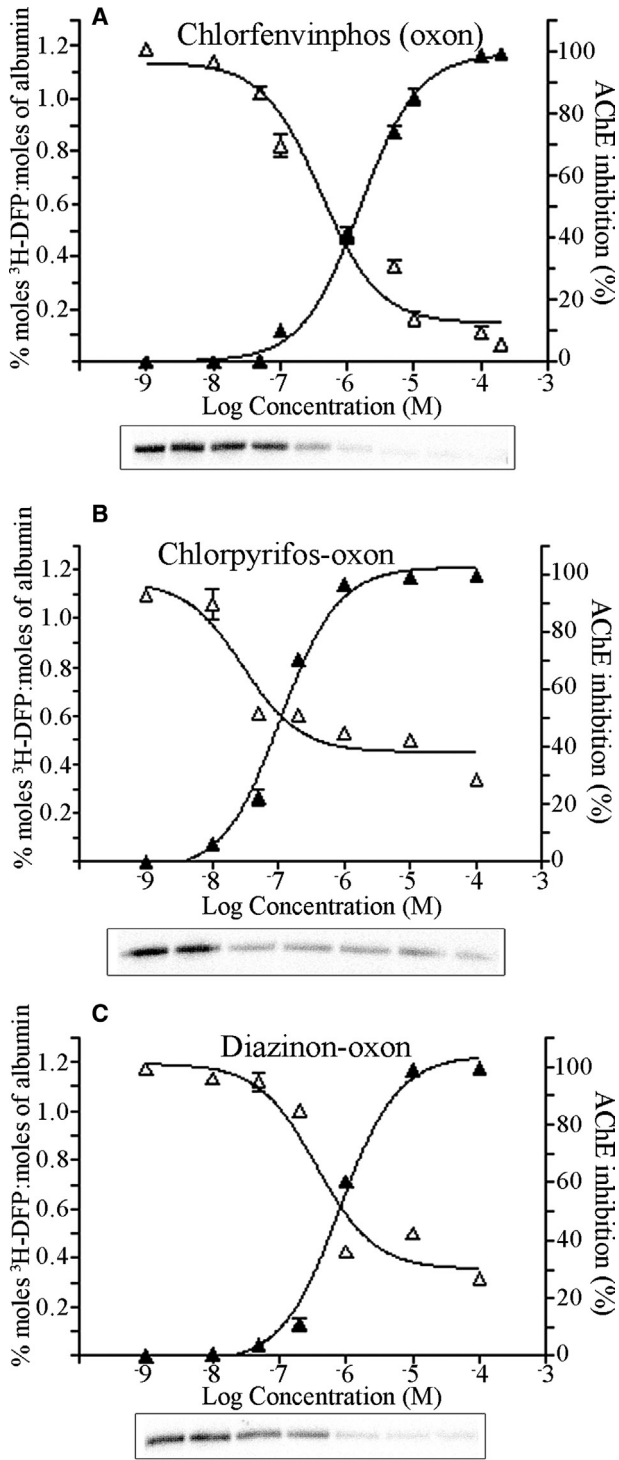 A
Chlorfenvinphos (oxon)
% moles ³H-DFP:moles of albumin
1.2
1.0
0.8
0.6
0.4
0.2
AChE inhibition (%)
100
80
60
40
20
0
-9 -8 -7 -6 -5 -4 -3
Log Concentration (M)
B
Chlorpyrifos-oxon
% moles ³H-DFP:moles of albumin
1.2
1.0
0.8
0.6
0.4
0.2
AChE inhibition (%)
100
80
60
40
20
0
-9 -8 -7 -6 -5 -4 -3
Log Concentration (M)
C
Diazinon-oxon
% moles ³H-DFP:moles of albumin
1.2
1.0
0.8
0.6
0.4
0.2
AChE inhibition (%)
100
80
60
40
20
0
-9 -8 -7 -6 -5 -4 -3
Log Concentration (M)